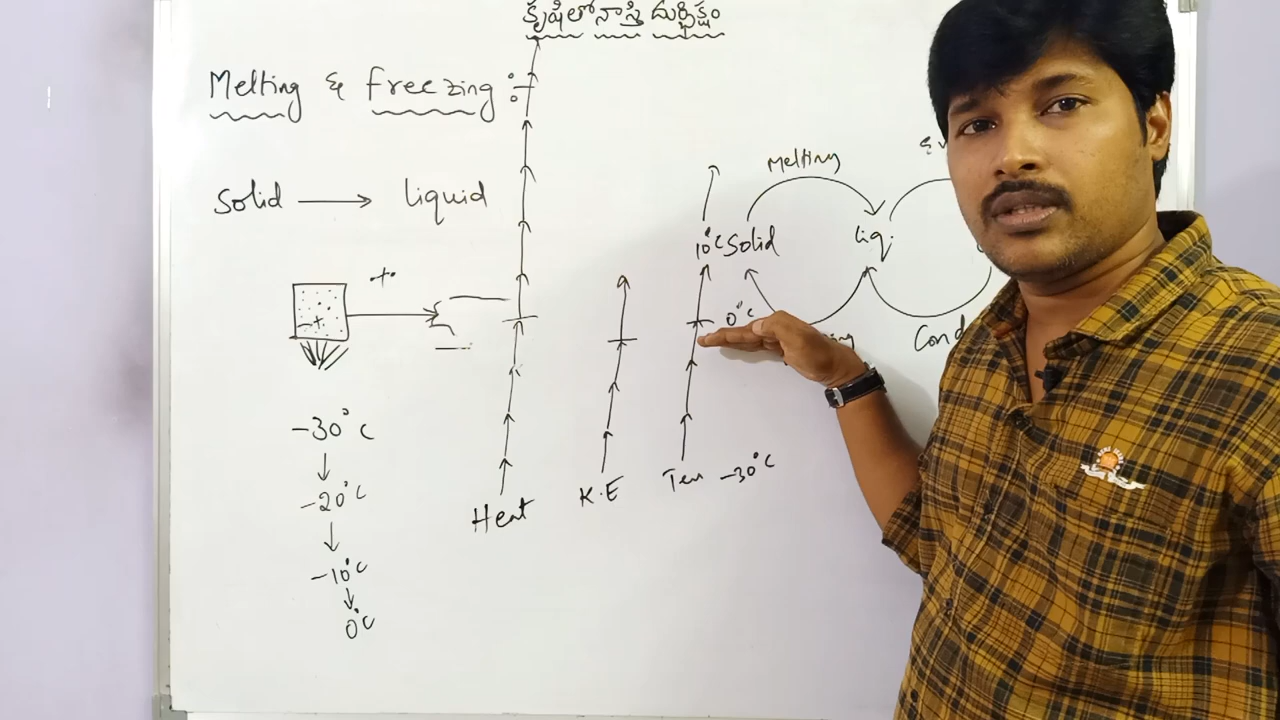 కృషితో నాస్తి దుర్భిక్షం
Melting & freezing :
Solid → liquid
Melting
10°C Solid
Liq.
0°C
Cond
-30°C
-20°C
-10°C
0°C
Heat
K.E
Tem -30°C